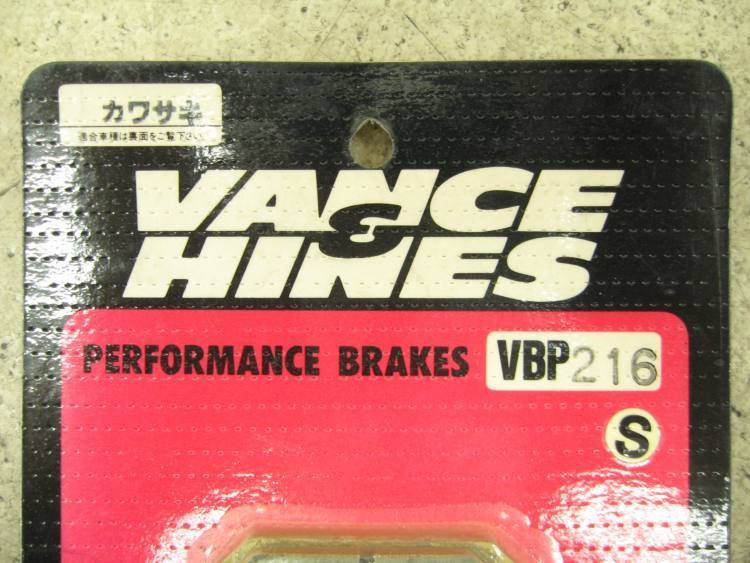 カワサキ
適合車種は裏面をご覧下さい
VANCE
&
HINES
PERFORMANCE BRAKES VBP216
S